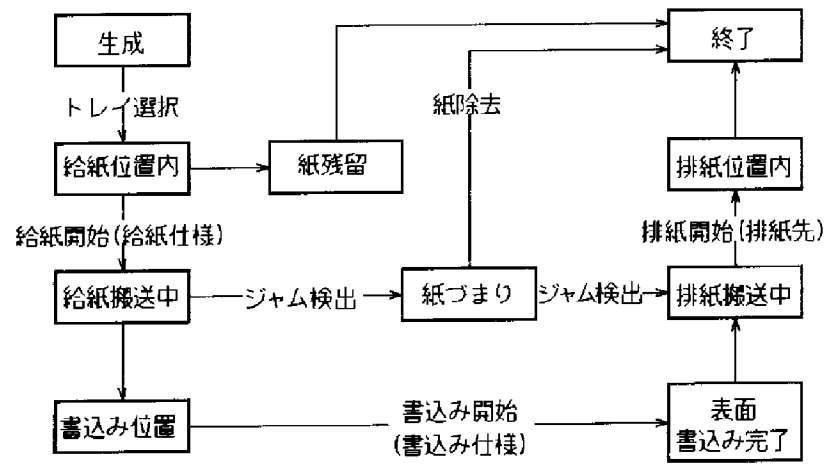 生成
終了
トレイ選択
紙除去
給紙位置内
紙残留
排紙位置内
給紙開始(給紙仕様)
排紙開始(排紙先)
給紙搬送中
ジャム検出
紙づまり
ジャム検出
排紙搬送中
書込み位置
書込み開始
(書込み仕様)
表面
書込み完了